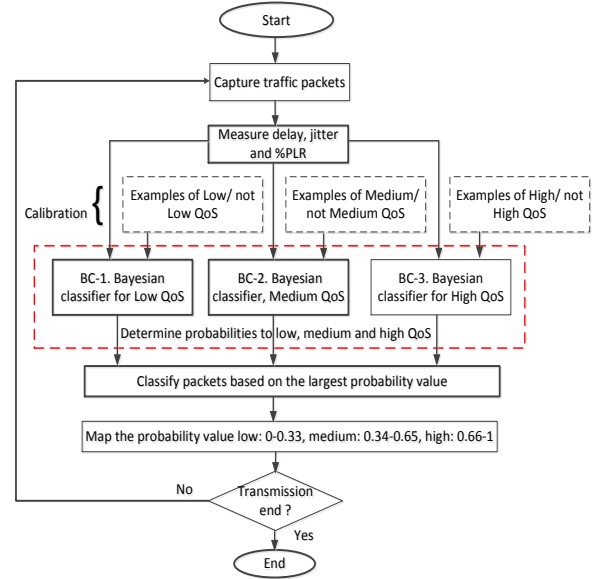 Start
Capture traffic packets
Measure delay, jitter
and %PLR
Calibration
Examples of Low/ not
Low QoS
Examples of Medium/
not Medium QoS
Examples of High/ not
High QoS
BC-1. Bayesian
classifier for Low QoS
BC-2. Bayesian
classifier, Medium QoS
BC-3. Bayesian
classifier for High QoS
Determine probabilities to low, medium and high QoS
Classify packets based on the largest probability value
Map the probability value low: 0-0.33, medium: 0.34-0.65, high: 0.66-1
No
Transmission
end ?
Yes
End